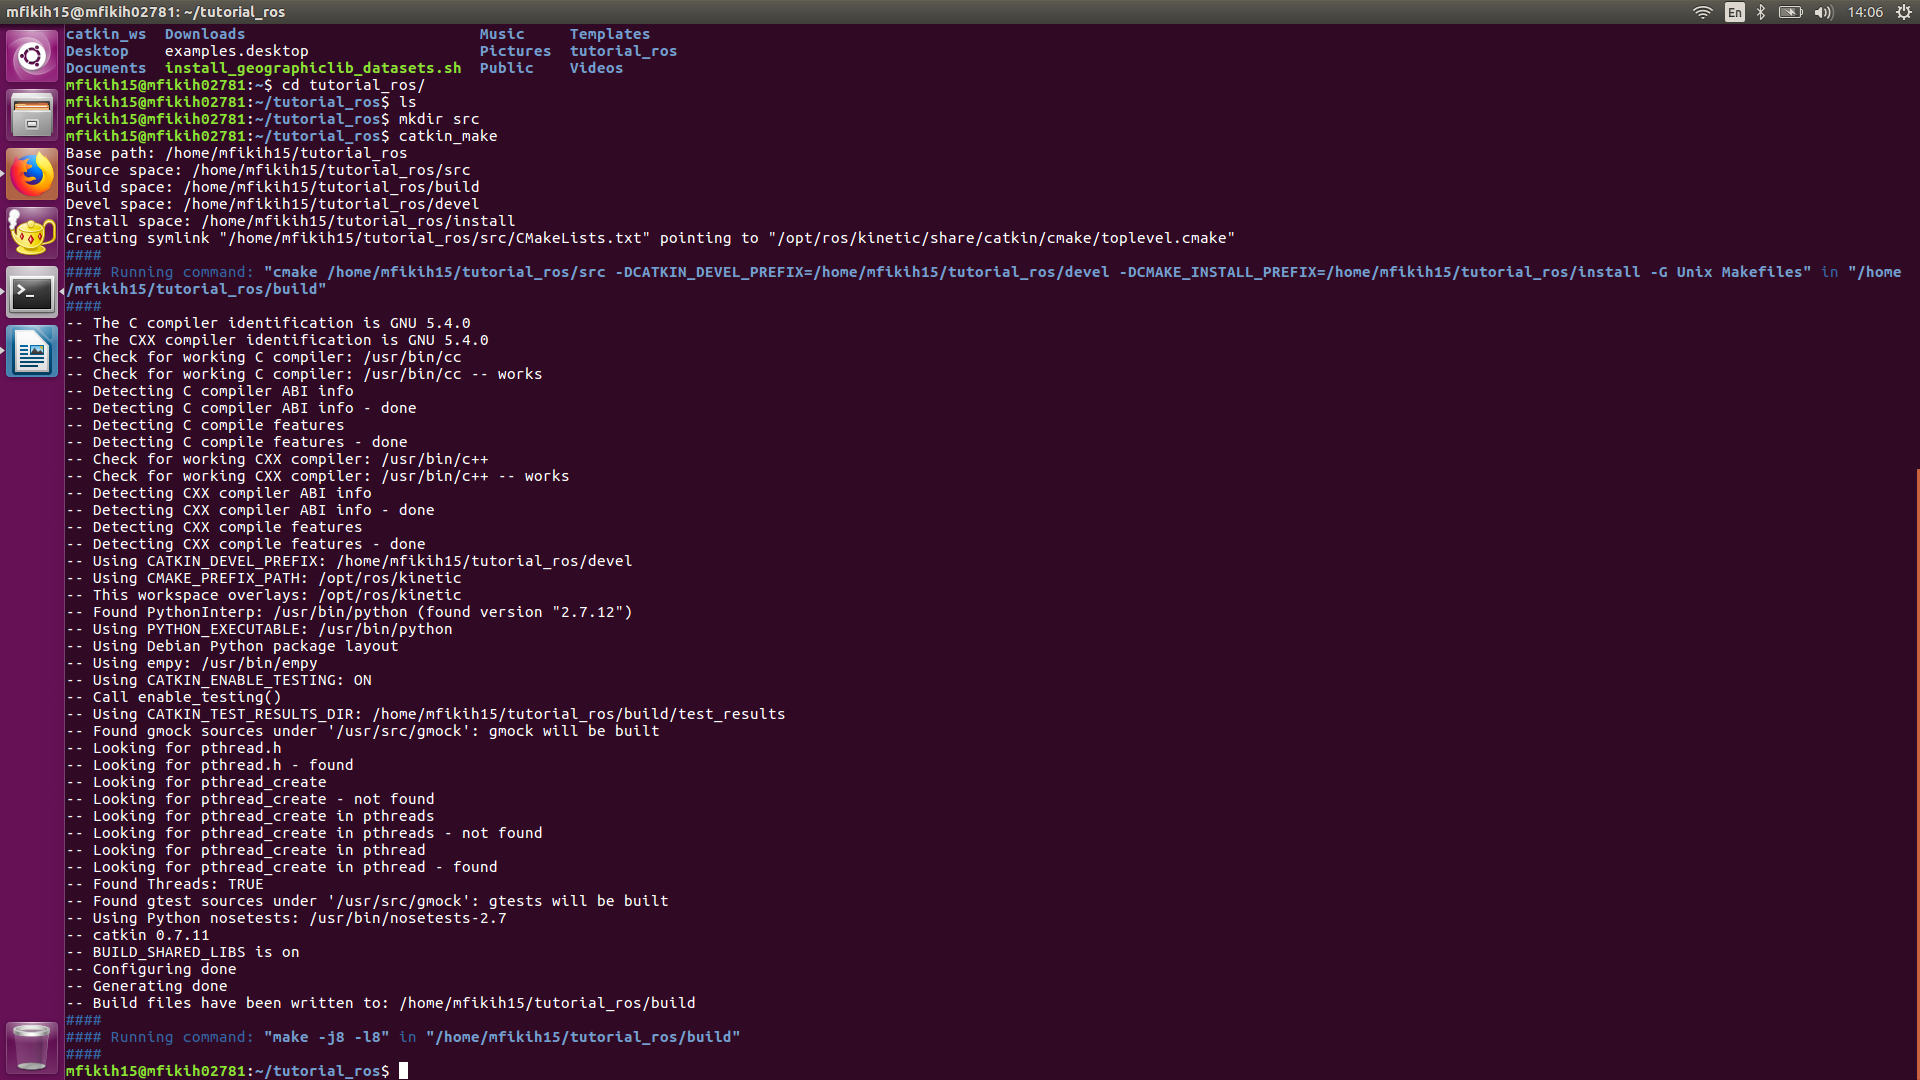 mfikih15@mfikih02781: ~/tutorial_ros
En
14:06
catkin_ws  Downloads                          Music     Templates
Desktop    examples.desktop                   Pictures  tutorial_ros
Documents  install_geographiclib_datasets.sh  Public    Videos
mfikih15@mfikih02781:~$ cd tutorial_ros/
mfikih15@mfikih02781:~/tutorial_ros$ ls
mfikih15@mfikih02781:~/tutorial_ros$ mkdir src
mfikih15@mfikih02781:~/tutorial_ros$ catkin_make
Base path: /home/mfikih15/tutorial_ros
Source space: /home/mfikih15/tutorial_ros/src
Build space: /home/mfikih15/tutorial_ros/build
Devel space: /home/mfikih15/tutorial_ros/devel
Install space: /home/mfikih15/tutorial_ros/install
Creating symlink "/home/mfikih15/tutorial_ros/src/CMakeLists.txt" pointing to "/opt/ros/kinetic/share/catkin/cmake/toplevel.cmake"
####
#### Running command: "cmake /home/mfikih15/tutorial_ros/src -DCATKIN_DEVEL_PREFIX=/home/mfikih15/tutorial_ros/devel -DCMAKE_INSTALL_PREFIX=/home/mfikih15/tutorial_ros/install -G Unix Makefiles" in "/home
/mfikih15/tutorial_ros/build"
####
-- The C compiler identification is GNU 5.4.0
-- The CXX compiler identification is GNU 5.4.0
-- Check for working C compiler: /usr/bin/cc
-- Check for working C compiler: /usr/bin/cc -- works
-- Detecting C compiler ABI info
-- Detecting C compiler ABI info - done
-- Detecting C compile features
-- Detecting C compile features - done
-- Check for working CXX compiler: /usr/bin/c++
-- Check for working CXX compiler: /usr/bin/c++ -- works
-- Detecting CXX compiler ABI info
-- Detecting CXX compiler ABI info - done
-- Detecting CXX compile features
-- Detecting CXX compile features - done
-- Using CATKIN_DEVEL_PREFIX: /home/mfikih15/tutorial_ros/devel
-- Using CMAKE_PREFIX_PATH: /opt/ros/kinetic
-- This workspace overlays: /opt/ros/kinetic
-- Found PythonInterp: /usr/bin/python (found version "2.7.12")
-- Using PYTHON_EXECUTABLE: /usr/bin/python
-- Using Debian Python package layout
-- Using empy: /usr/bin/empy
-- Using CATKIN_ENABLE_TESTING: ON
-- Call enable_testing()
-- Using CATKIN_TEST_RESULTS_DIR: /home/mfikih15/tutorial_ros/build/test_results
-- Found gmock sources under '/usr/src/gmock': gmock will be built
-- Looking for pthread.h
-- Looking for pthread.h - found
-- Looking for pthread_create
-- Looking for pthread_create - not found
-- Looking for pthread_create in pthreads
-- Looking for pthread_create in pthreads - not found
-- Looking for pthread_create in pthread
-- Looking for pthread_create in pthread - found
-- Found Threads: TRUE
-- Found gtest sources under '/usr/src/gmock': gtests will be built
-- Using Python nosetests: /usr/bin/nosetests-2.7
-- catkin 0.7.11
-- BUILD_SHARED_LIBS is on
-- Configuring done
-- Generating done
-- Build files have been written to: /home/mfikih15/tutorial_ros/build
####
#### Running command: "make -j8 -l8" in "/home/mfikih15/tutorial_ros/build"
####
mfikih15@mfikih02781:~/tutorial_ros$